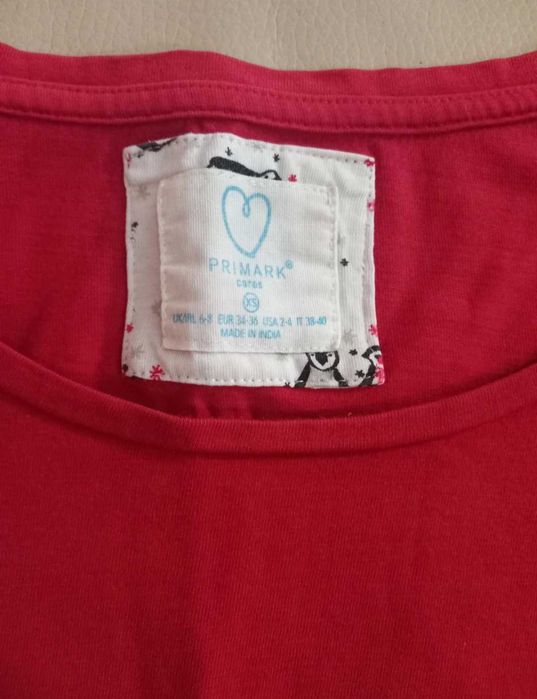 PRIMARK®
cares
XS
UK/IRL 6-8 EUR 34-36 USA 2-4 IT 38-40
MADE IN INDIA